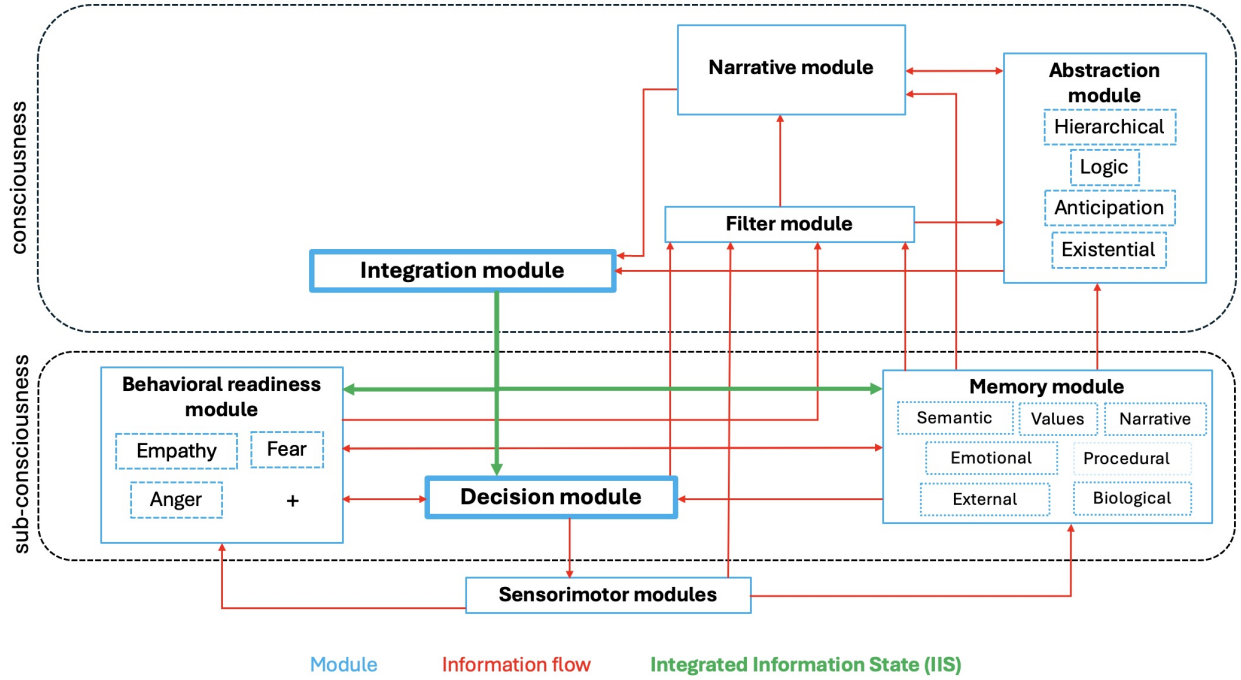 consciousness
Narrative module
Abstraction
module
Hierarchical
Logic
Anticipation
Existential
Filter module
Integration module
sub-consciousness
Behavioral readiness
module
Empathy
Fear
Anger
+
Decision module
Memory module
Semantic
Values
Narrative
Emotional
Procedural
External
Biological
Sensorimotor modules
Module
Information flow
Integrated Information State (IIS)